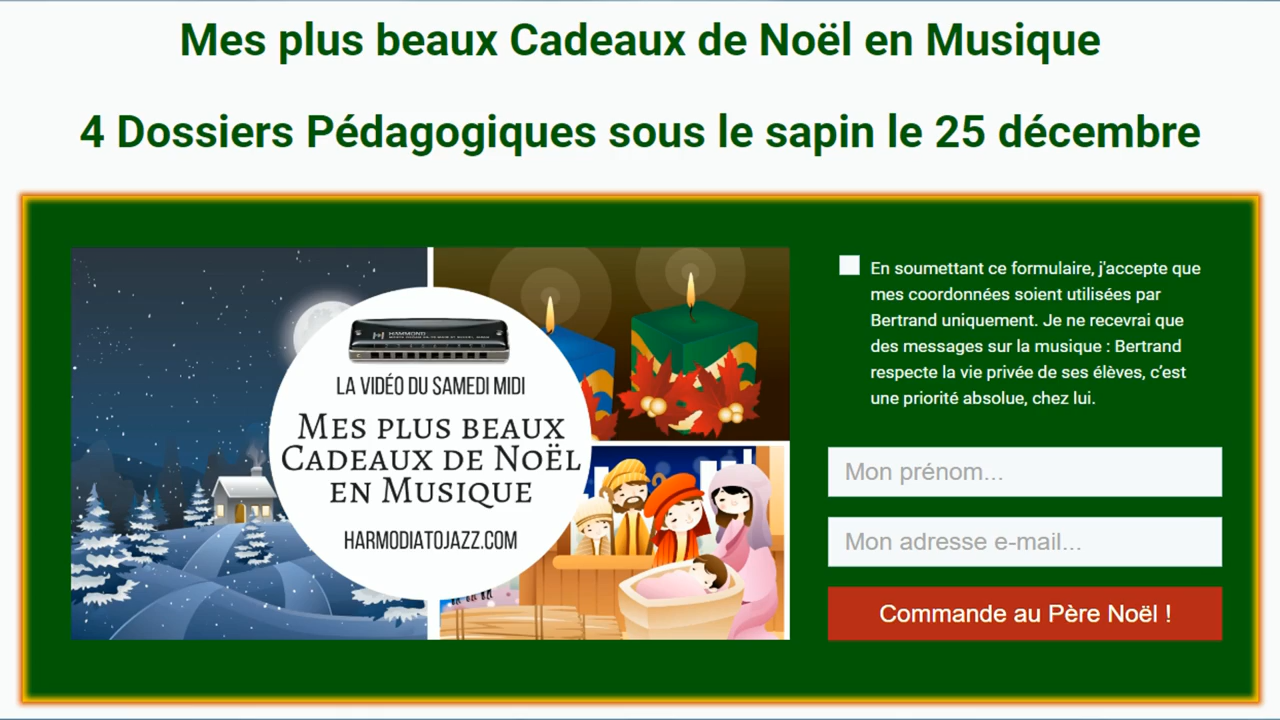 Mes plus beaux Cadeaux de Noël en Musique
4 Dossiers Pédagogiques sous le sapin le 25 décembre
HAMMOND
LA VIDÉO DU SAMEDI MIDI
MES PLUS BEAUX
CADEAUX DE NOËL
EN MUSIQUE
HARMODIATOJAZZ.COM
En soumettant ce formulaire, j'accepte que
mes coordonnées soient utilisées par
Bertrand uniquement. Je ne recevrai que
des messages sur la musique : Bertrand
respecte la vie privée de ses élèves, c’est
une priorité absolue, chez lui.
Mon prénom...
Mon adresse e-mail...
Commande au Père Noël !